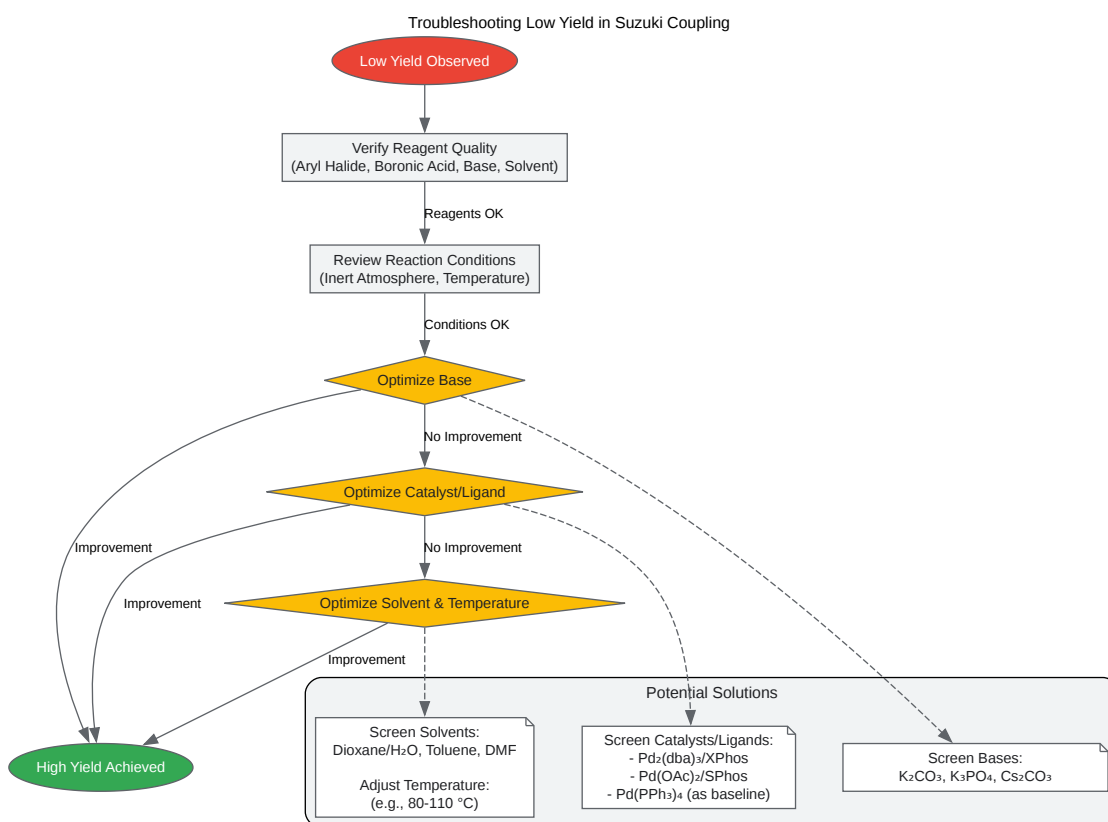 Troubleshooting Low Yield in Suzuki Coupling
Low Yield Observed
Verify Reagent Quality
(Aryl Halide, Boronic Acid, Base, Solvent)
Reagents OK
Review Reaction Conditions
(Inert Atmosphere, Temperature)
Conditions OK
Optimize Base
No Improvement
Optimize Catalyst/Ligand
Improvement
No Improvement
Improvement
Optimize Solvent & Temperature
Improvement
Potential Solutions
High Yield Achieved
Screen Solvents:
Dioxane/H₂O, Toluene, DMF
Adjust Temperature:
(e.g., 80-110 °C)
Screen Catalysts/Ligands:
- Pd₂(dba)₃/XPhos
- Pd(OAc)₂/SPhos
- Pd(PPh₃)₄ (as baseline)
Screen Bases:
K₂CO₃, K₃PO₄, Cs₂CO₃